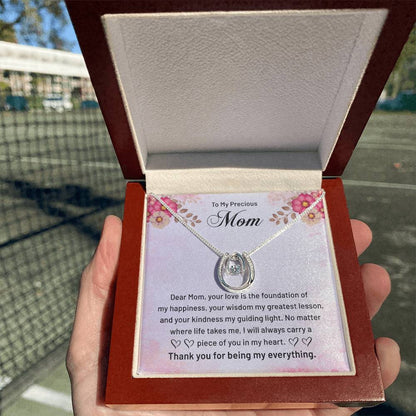 To My Precious
Mom
Dear Mom, your love is the foundation of
my happiness, your wisdom my greatest lesson,
and your kindness my guiding light. No matter
where life takes me, I will always carry a
piece of you in my heart.
Thank you for being my everything.